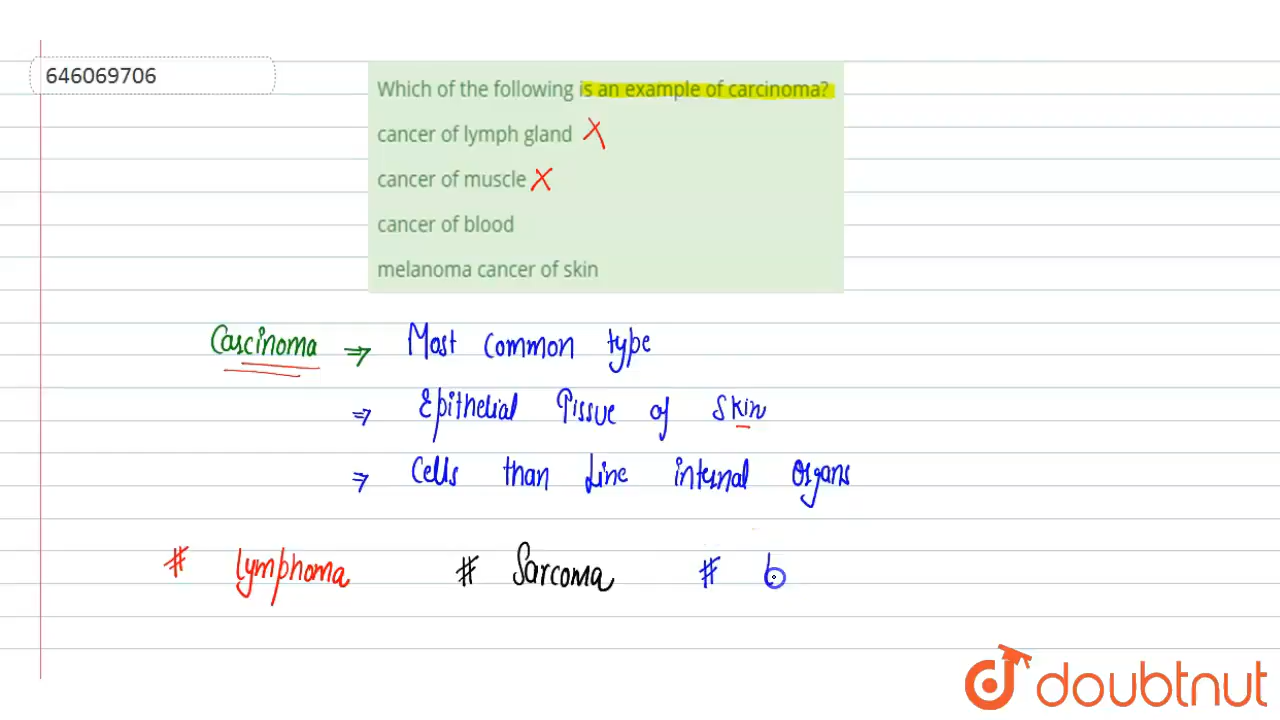 646069706
Which of the following is an example of carcinoma?
cancer of lymph gland X
cancer of muscle X
cancer of blood
melanoma cancer of skin
Carcinoma ⇒ Most common type
⇒ Epithelial Tissue of Skin
⇒ Cells than Line internal organs
# lymphoma # Sarcoma # b
doubtnut